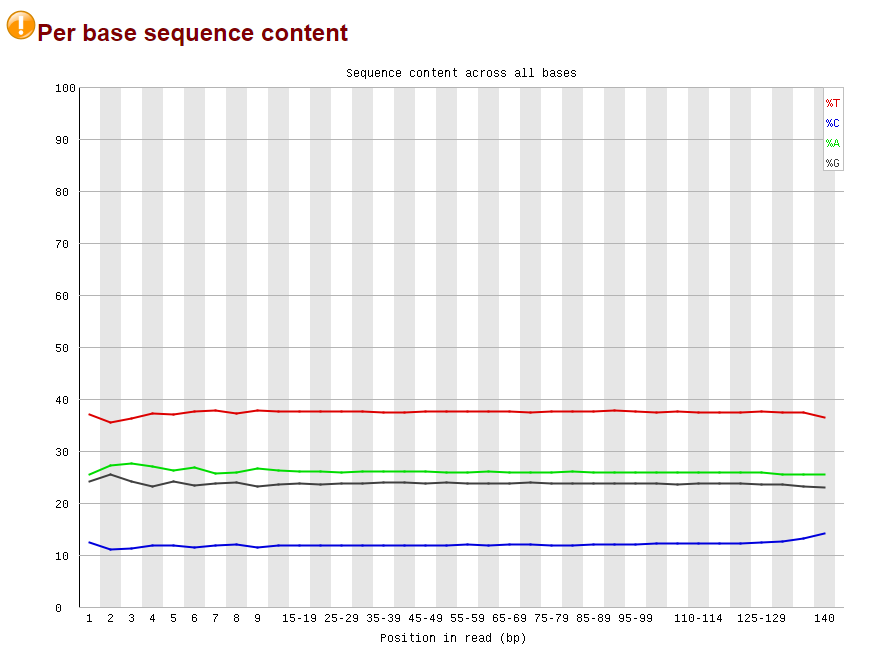 Per base sequence content
Sequence content across all bases
%T
%C
%A
%G
100
90
80
70
60
50
40
30
20
10
0
1 2 3 4 5 6 7 8 9 15-19 25-29 35-39 45-49 55-59 65-69 75-79 85-89 95-99 110-114 125-129 140
Position in read (bp)